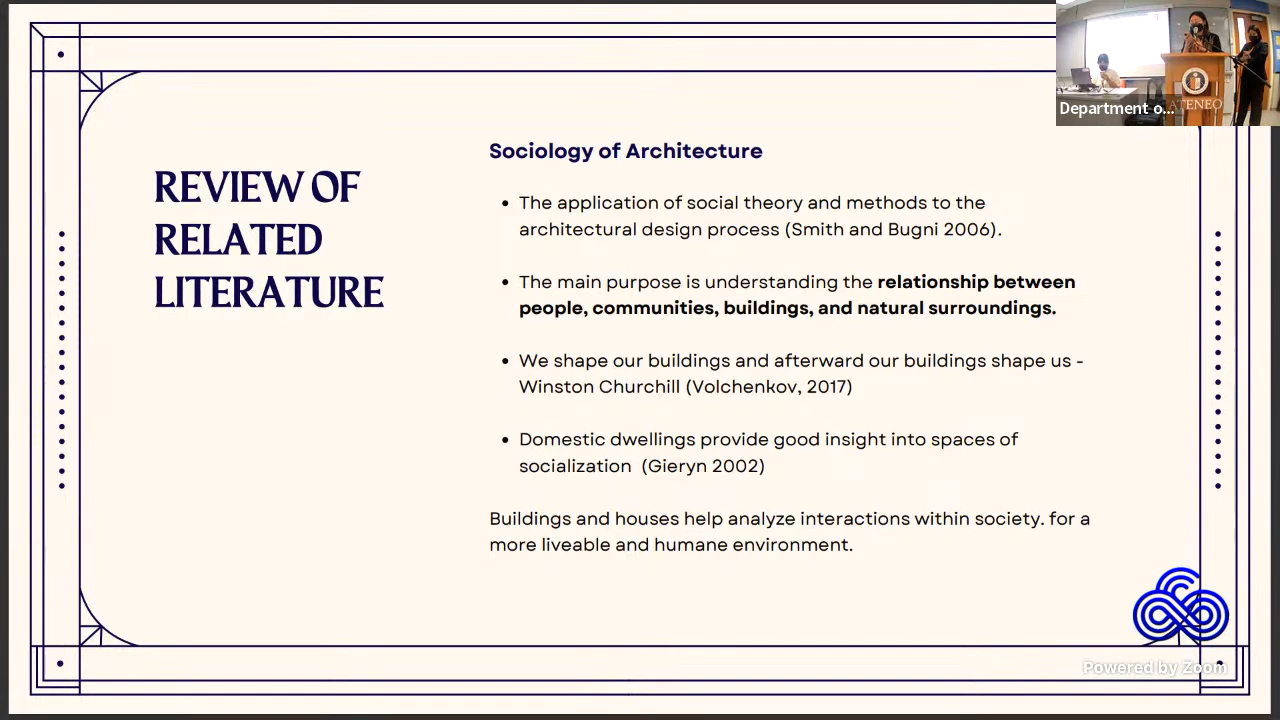 Department o...
ATENEO
Sociology of Architecture
REVIEW OF
RELATED
LITERATURE
• The application of social theory and methods to the
architectural design process (Smith and Bugni 2006).
• The main purpose is understanding the relationship between
people, communities, buildings, and natural surroundings.
• We shape our buildings and afterward our buildings shape us -
Winston Churchill (Volchenkov, 2017)
• Domestic dwellings provide good insight into spaces of
socialization (Gieryn 2002)
Buildings and houses help analyze interactions within society. for a
more liveable and humane environment.
Powered by Zoom